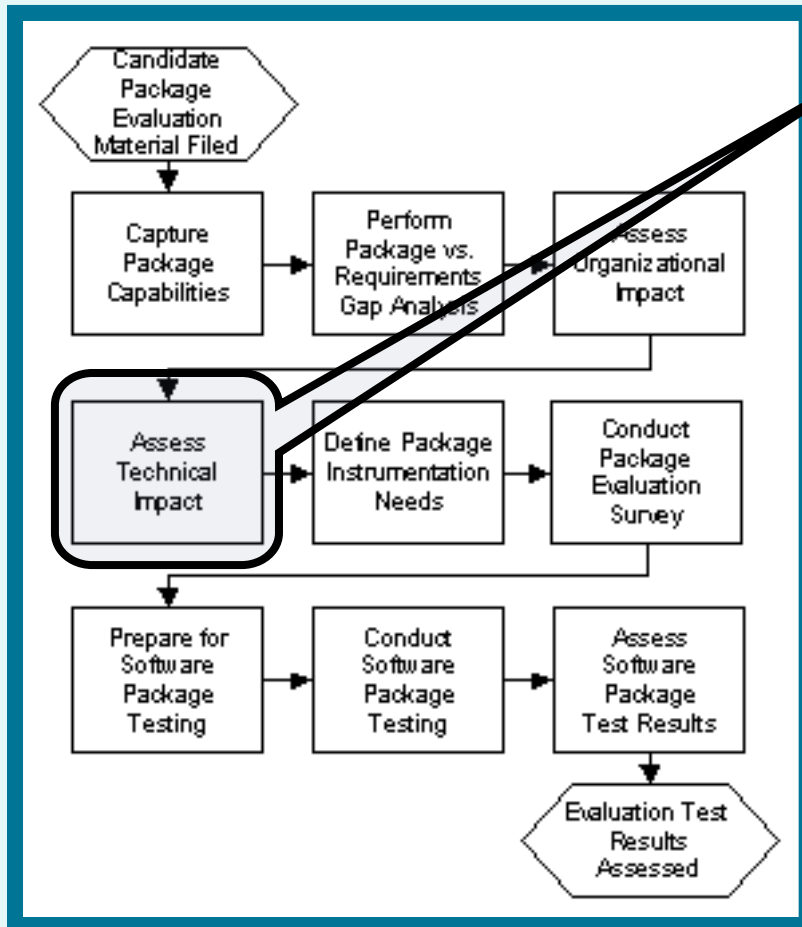 Candidate
Package
Evaluation
Material Filed
Capture
Package
Capabilities
Perform
Package vs.
Requirements
Gap Analysis
Assess
Organizational
Impact
Assess
Technical
Impact
Define Package
Instrumentation
Needs
Conduct
Package
Evaluation
Survey
Prepare for
Software
Package
Testing
Conduct
Software
Package
Testing
Assess
Software
Package
Test Results
Evaluation Test
Results
Assessed